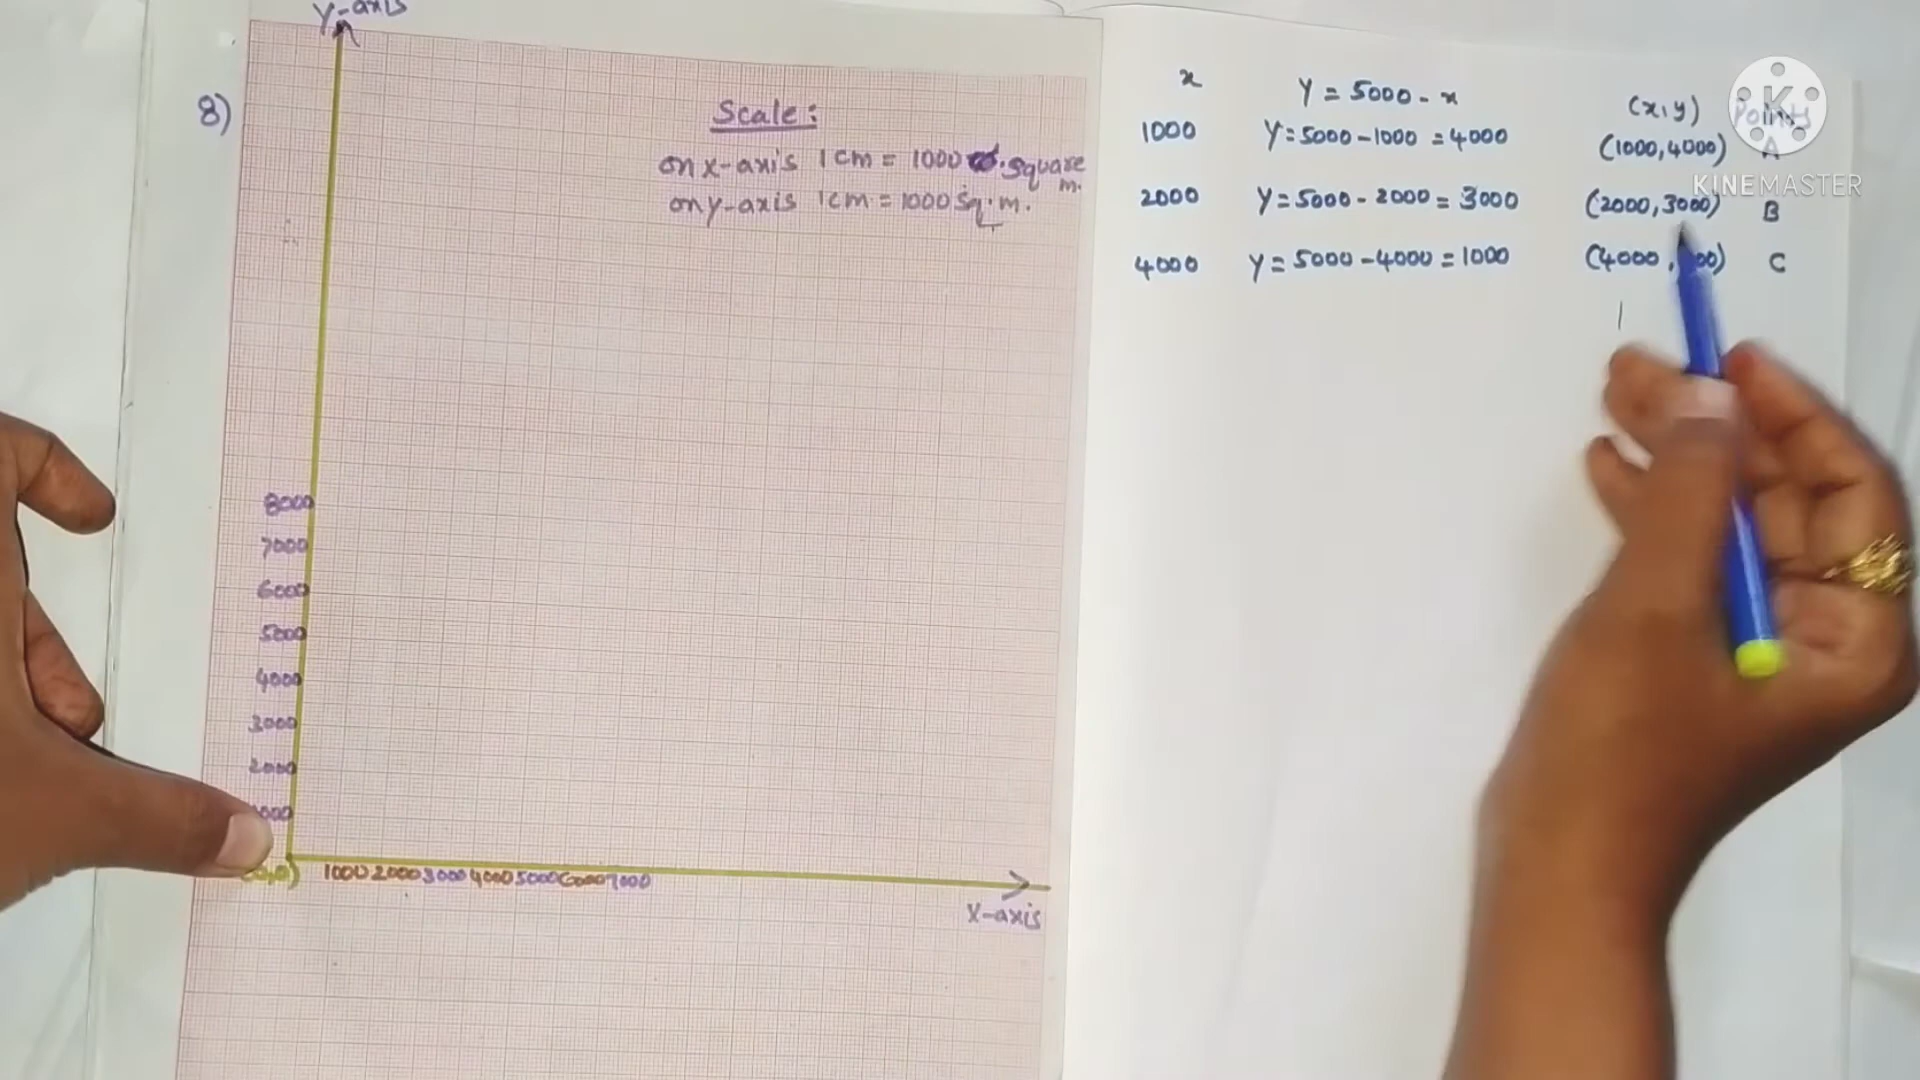 Y-axis
8)
Scale:
on x-axis 1cm = 1000 square m.
on y-axis 1cm = 1000 Sq.m.
8000
7000
6000
5000
4000
3000
2000
1000 2000 3000 4000 5000 6000 7000
X-axis
x Y = 5000 - x (x,y) Points
1000 Y = 5000 - 1000 = 4000 (1000, 4000) A
2000 Y = 5000 - 2000 = 3000 (2000, 3000) B
4000 Y = 5000 - 4000 = 1000 (4000, C
KINEMASTER